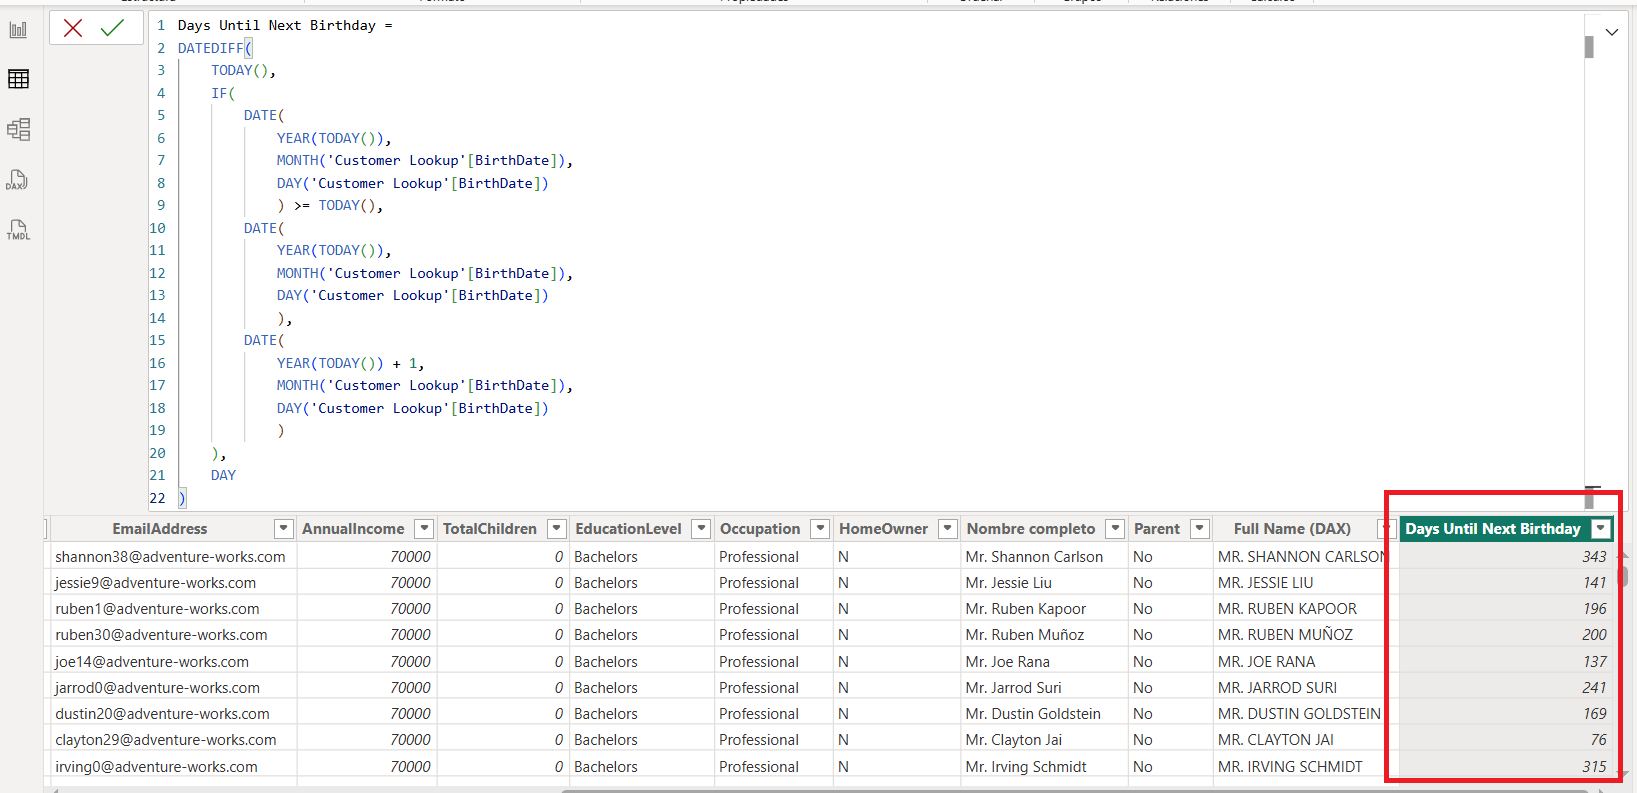 1 Days Until Next Birthday =
2 DATEDIFF(
3 TODAY(),
4 IF(
5 DATE(
6 YEAR(TODAY()),
7 MONTH('Customer Lookup'[BirthDate]),
8 DAY('Customer Lookup'[BirthDate])
9 ) >= TODAY(),
10 DATE(
11 YEAR(TODAY()),
12 MONTH('Customer Lookup'[BirthDate]),
13 DAY('Customer Lookup'[BirthDate])
14 ),
15 DATE(
16 YEAR(TODAY()) + 1,
17 MONTH('Customer Lookup'[BirthDate]),
18 DAY('Customer Lookup'[BirthDate])
19 )
20 ),
21 DAY
22 )
DAX
TMDL
EmailAddress AnnualIncome TotalChildren EducationLevel Occupation HomeOwner Nombre completo Parent Full Name (DAX) Days Until Next Birthday
shannon38@adventure-works.com 70000 0 Bachelors Professional N Mr. Shannon Carlson No MR. SHANNON CARLSON 343
jessie9@adventure-works.com 70000 0 Bachelors Professional N Mr. Jessie Liu No MR. JESSIE LIU 141
ruben1@adventure-works.com 70000 0 Bachelors Professional N Mr. Ruben Kapoor No MR. RUBEN KAPOOR 196
ruben30@adventure-works.com 70000 0 Bachelors Professional N Mr. Ruben Muñoz No MR. RUBEN MUÑOZ 200
joe14@adventure-works.com 70000 0 Bachelors Professional N Mr. Joe Rana No MR. JOE RANA 137
jarrod0@adventure-works.com 70000 0 Bachelors Professional N Mr. Jarrod Suri No MR. JARROD SURI 241
dustin20@adventure-works.com 70000 0 Bachelors Professional N Mr. Dustin Goldstein No MR. DUSTIN GOLDSTEIN 169
clayton29@adventure-works.com 70000 0 Bachelors Professional N Mr. Clayton Jai No MR. CLAYTON JAI 76
irving0@adventure-works.com 70000 0 Bachelors Professional N Mr. Irving Schmidt No MR. IRVING SCHMIDT 315